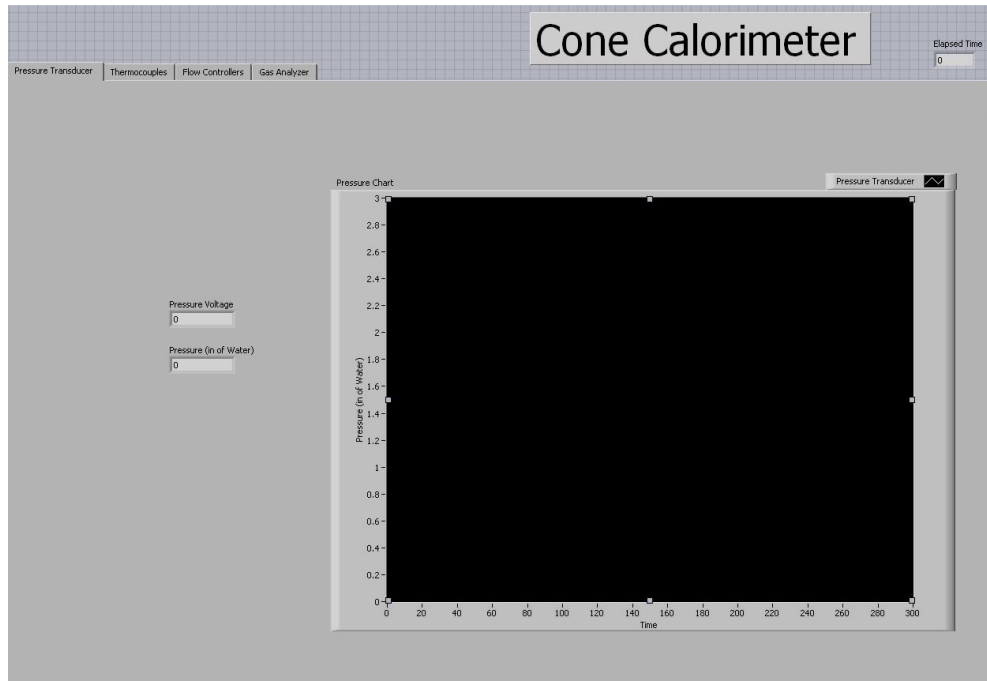 Cone Calorimeter
Elapsed Time
0
Pressure Transducer Thermocouples Flow Controllers Gas Analyzer
Pressure Chart
Pressure Transducer
Pressure Voltage
0
Pressure (in of Water)
0
Pressure (in of Water)
3
2.8
2.6
2.4
2.2
2
1.8
1.6
1.4
1.2
1
0.8
0.6
0.4
0.2
0
0 20 40 60 80 100 120 140 160 180 200 220 240 260 280 300
Time